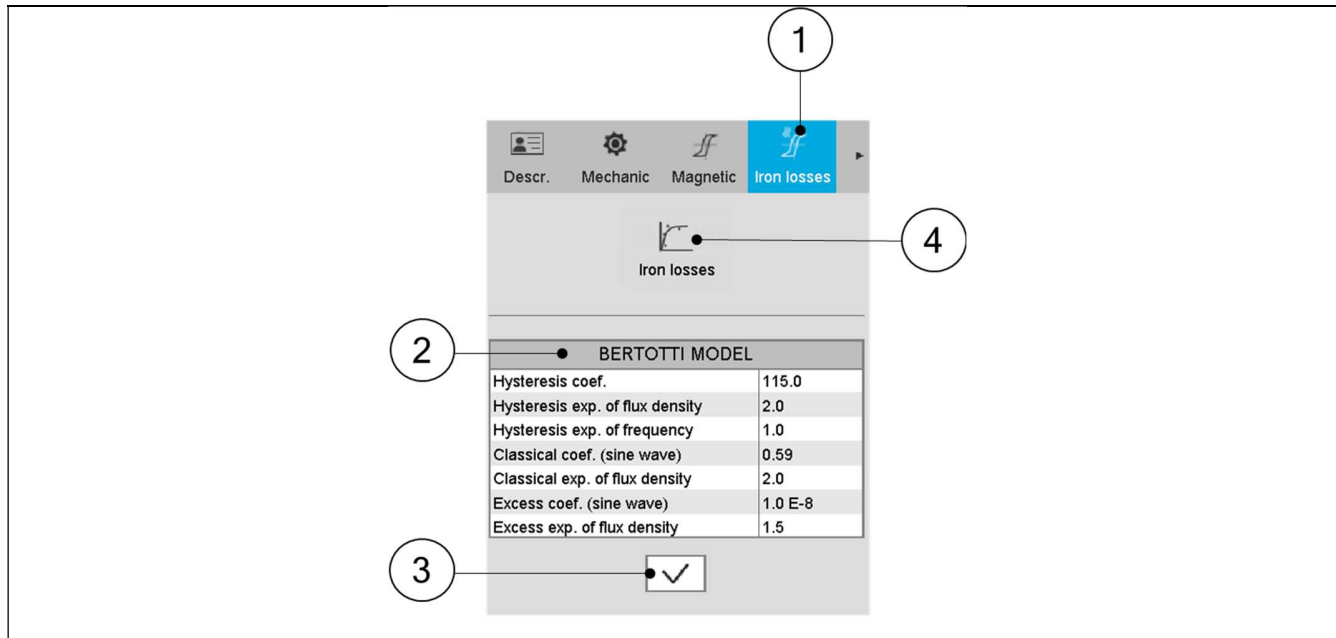 1
Descr. Mechanic Magnetic Iron losses
4
Iron losses
2
BERTOTTI MODEL
Hysteresis coef. 115.0
Hysteresis exp. of flux density 2.0
Hysteresis exp. of frequency 1.0
Classical coef. (sine wave) 0.59
Classical exp. of flux density 2.0
Excess coef. (sine wave) 1.0 E-8
Excess exp. of flux density 1.5
3